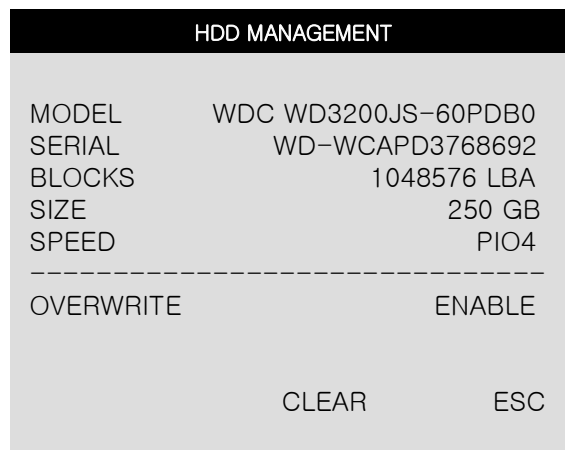 HDD MANAGEMENT
MODEL WDC WD3200JS-60PDB0
SERIAL WD-WCAPD3768692
BLOCKS 1048576 LBA
SIZE 250 GB
SPEED PIO4
--------------------------------
OVERWRITE ENABLE
CLEAR ESC